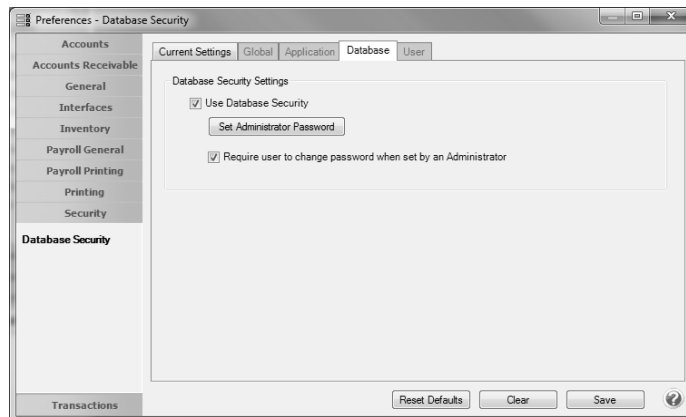 Preferences - Database Security
Accounts
Accounts Receivable
General
Interfaces
Inventory
Payroll General
Payroll Printing
Printing
Security
Database Security
Transactions
Current Settings Global Application Database User
Database Security Settings
Use Database Security
Set Administrator Password
Require user to change password when set by an Administrator
Reset Defaults Clear Save ?